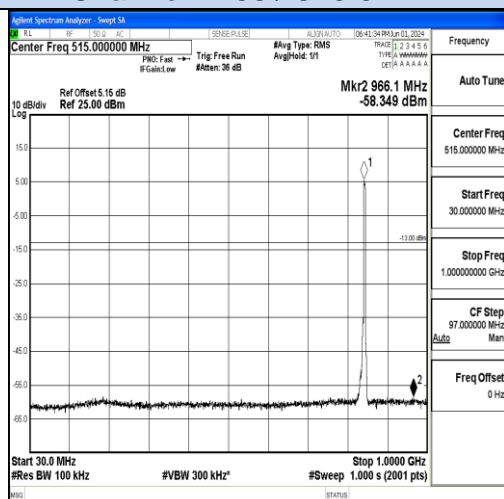 Agilent Spectrum Analyzer - Swept SA
RL RF 50 Ω AC SENSE:PULSE ALIGN AUTO 06:41:34 PM Jun 01, 2024
Center Freq 515.000000 MHz
PNO: Fast
IFGain:Low
Trig: Free Run
#Atten: 36 dB
#Avg Type: RMS
Avg|Hold: 1/1
TRACE 1 2 3 4 5 6
TYPE A WWWWW
DET A A A A A A
Mkr2 966.1 MHz
-58.349 dBm
10 dB/div
Log
Ref Offset 5.15 dB
Ref 25.00 dBm
15.0
5.00
-5.00
-15.0
-25.0
-35.0
-45.0
-55.0
-65.0
1
-13.00 dBm
2
Start 30.0 MHz Stop 1.0000 GHz
#Res BW 100 kHz #VBW 300 kHz* #Sweep 1.000 s (2001 pts)
MSG STATUS
Frequency
Auto Tune
Center Freq
515.000000 MHz
Start Freq
30.000000 MHz
Stop Freq
1.000000000 GHz
CF Step
97.000000 MHz
Auto Man
Freq Offset
0 Hz